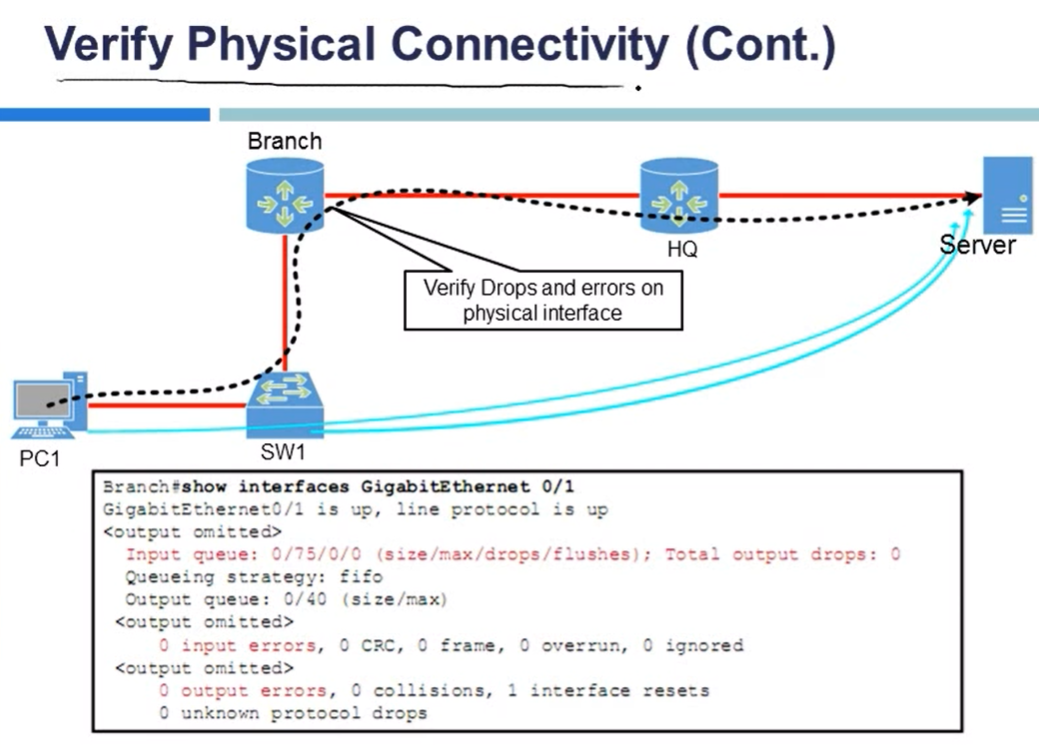 Verify Physical Connectivity (Cont.)
Branch
HQ
Server
Verify Drops and errors on
physical interface
PC1
SW1
Branch#show interfaces GigabitEthernet 0/1
GigabitEthernet0/1 is up, line protocol is up
<output omitted>
Input queue: 0/75/0/0 (size/max/drops/flushes); Total output drops: 0
Queueing strategy: fifo
Output queue: 0/40 (size/max)
<output omitted>
0 input errors, 0 CRC, 0 frame, 0 overrun, 0 ignored
<output omitted>
0 output errors, 0 collisions, 1 interface resets
0 unknown protocol drops